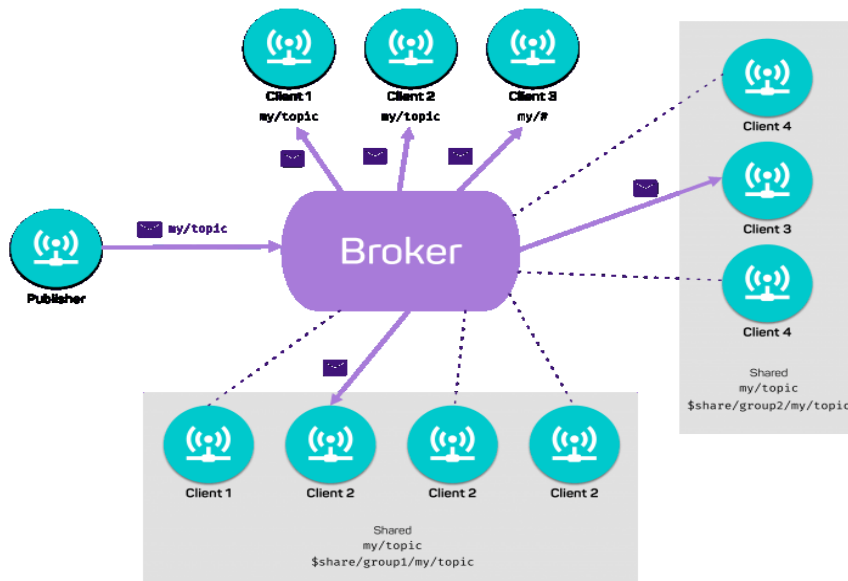 Client 1
my/topic
Client 2
my/topic
Client 3
my/#
Client 4
Client 3
Client 4
Shared
my/topic
$share/group2/my/topic
my/topic
Publisher
Broker
Client 1
Client 2
Client 2
Client 2
Shared
my/topic
$share/group1/my/topic